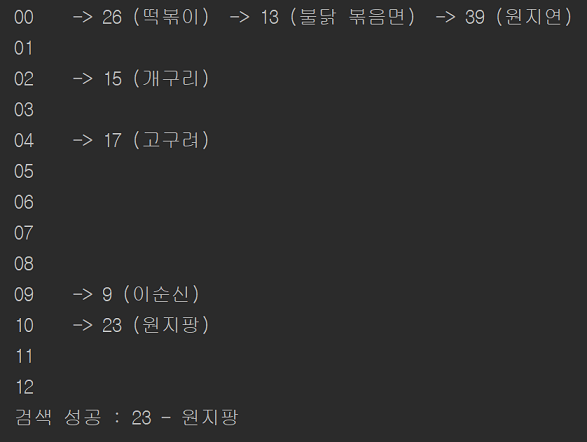 00 -> 26 (떡볶이) -> 13 (불닭 볶음면) -> 39 (원지연)
01
02 -> 15 (개구리)
03
04 -> 17 (고구려)
05
06
07
08
09 -> 9 (이순신)
10 -> 23 (원지팡)
11
12
검색 성공 : 23 - 원지팡